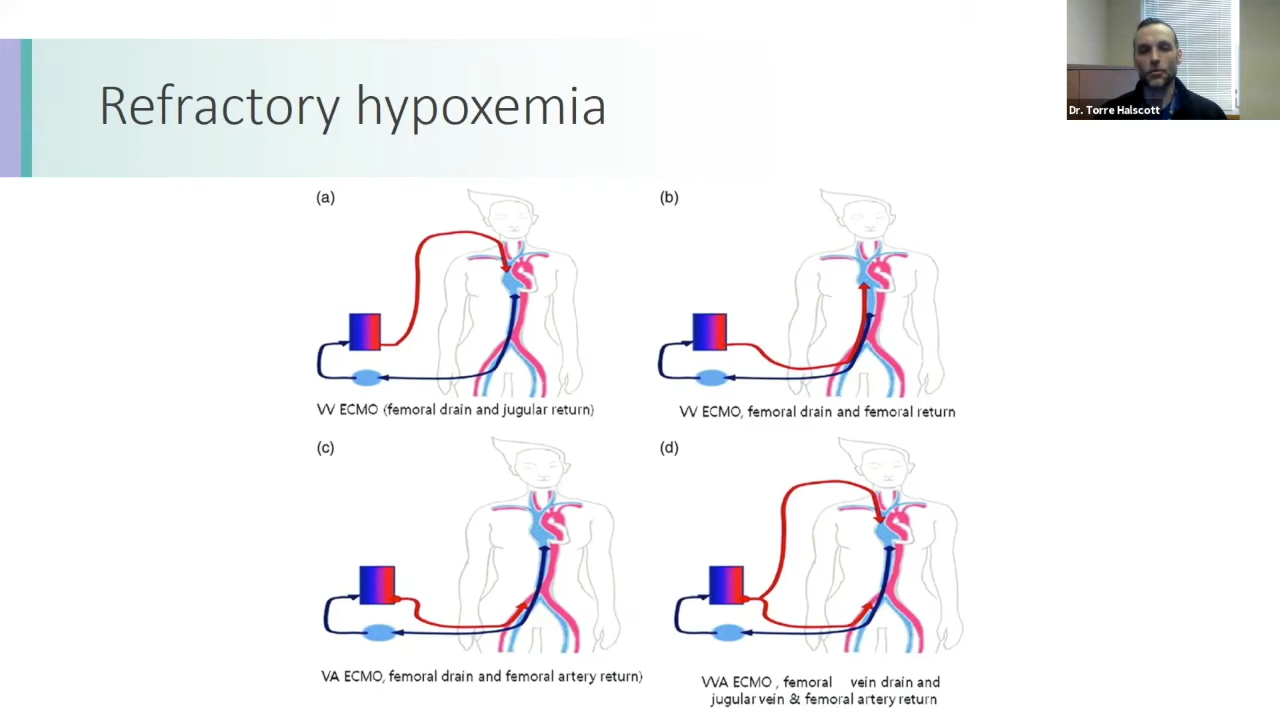 Refractory hypoxemia
Dr. Torre Halscott
(a)
(b)
VV ECMO (femoral drain and jugular return)
VV ECMO, femoral drain and femoral return
(c)
(d)
VA ECMO, femoral drain and femoral artery return)
VVA ECMO , femoral vein drain and
jugular vein & femoral artery return